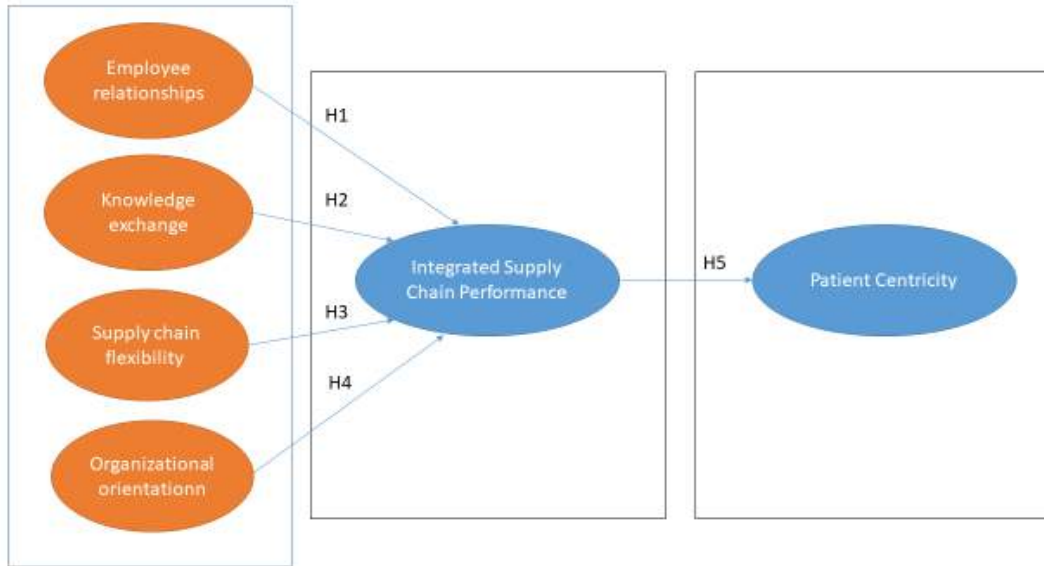 Employee
relationships
H1
Knowledge
exchange
H2
Integrated Supply
Chain Performance
H5
Patient Centricity
Supply chain
flexibility
H3
H4
Organizational
orientationn